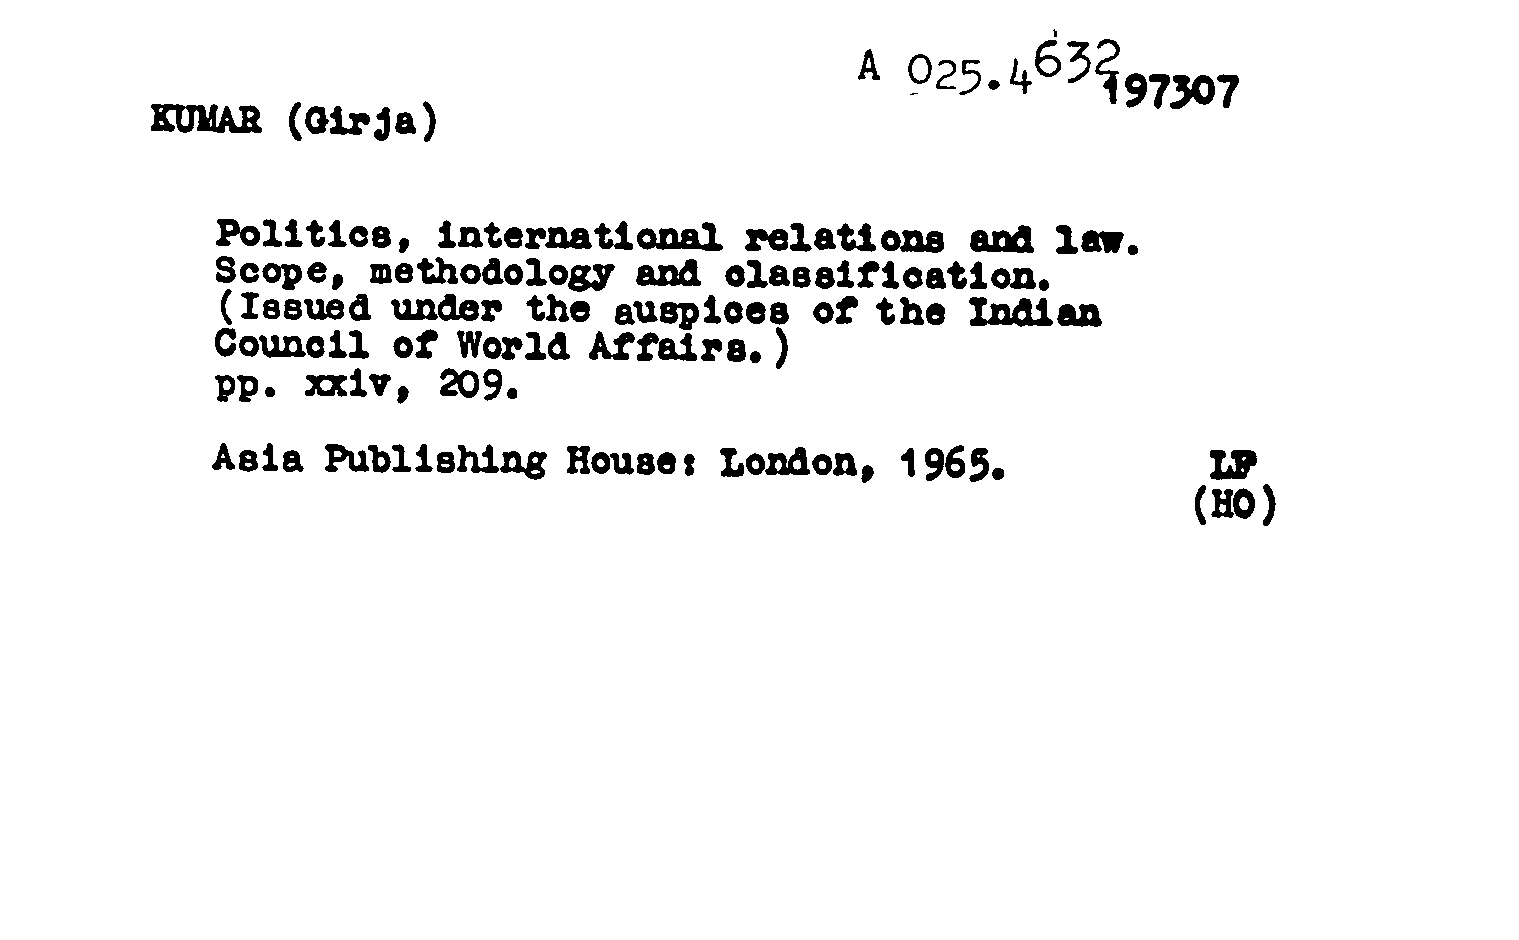 A 025.4632
197307
KUMAR (Girja)
Politics, international relations and law.
Scope, methodology and classification.
(Issued under the auspices of the Indian
Council of World Affairs.)
pp. xxiv, 209.
Asia Publishing House: London, 1965.
LF
(HO)